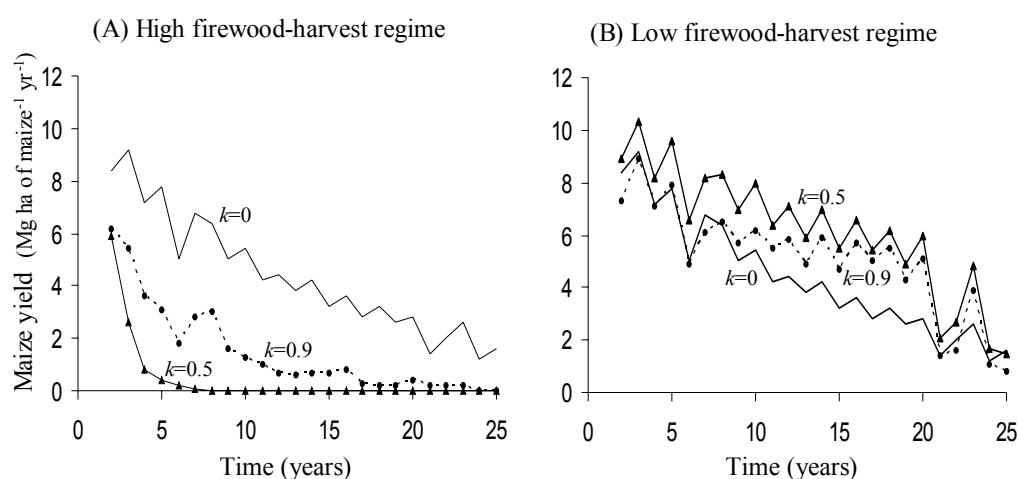 (A) High firewood-harvest regime
Maize yield (Mg ha of maize⁻¹ yr⁻¹)
12
10
8
6
4
2
0
k=0
k=0.9
k=0.5
0 5 10 15 20 25
Time (years)
(B) Low firewood-harvest regime
12
10
8
6
4
2
0
k=0.5
k=0.9
k=0
0 5 10 15 20 25
Time (years)